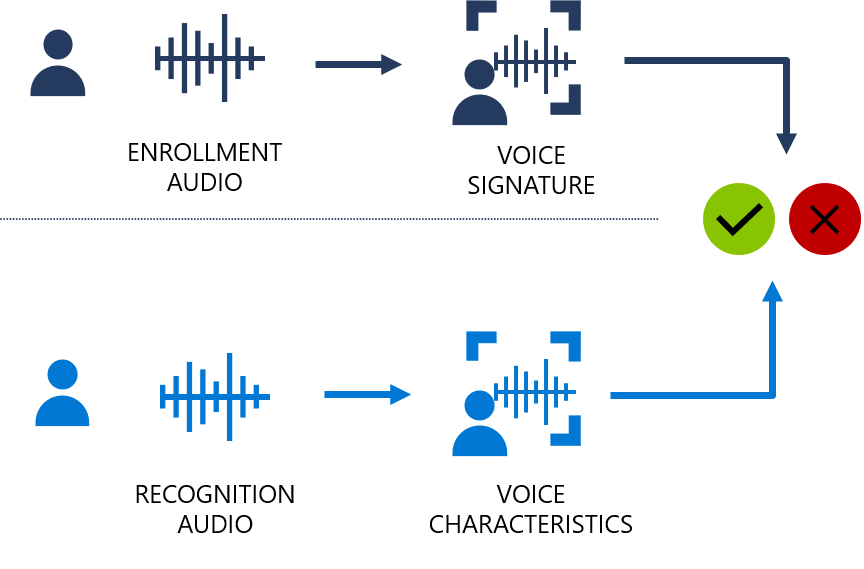 ENROLLMENT
AUDIO
VOICE
SIGNATURE
RECOGNITION
AUDIO
VOICE
CHARACTERISTICS